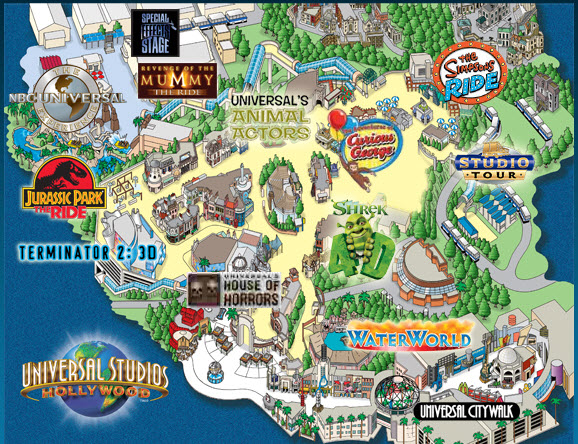 SPECIAL
EFFECTS
STAGE
THE
NBC UNIVERSAL
REVENGE OF THE
MUMMY
THE RIDE
UNIVERSAL'S
ANIMAL
ACTORS
Curious
George
THE
SIMPSONS
RIDE
STUDIO
TOUR
JURASSIC PARK
THE RIDE
TERMINATOR 2: 3D
SHREK
4-D
UNIVERSAL'S
HOUSE OF
HORRORS
WATERWORLD
UNIVERSAL STUDIOS
HOLLYWOOD
UNIVERSAL CITYWALK